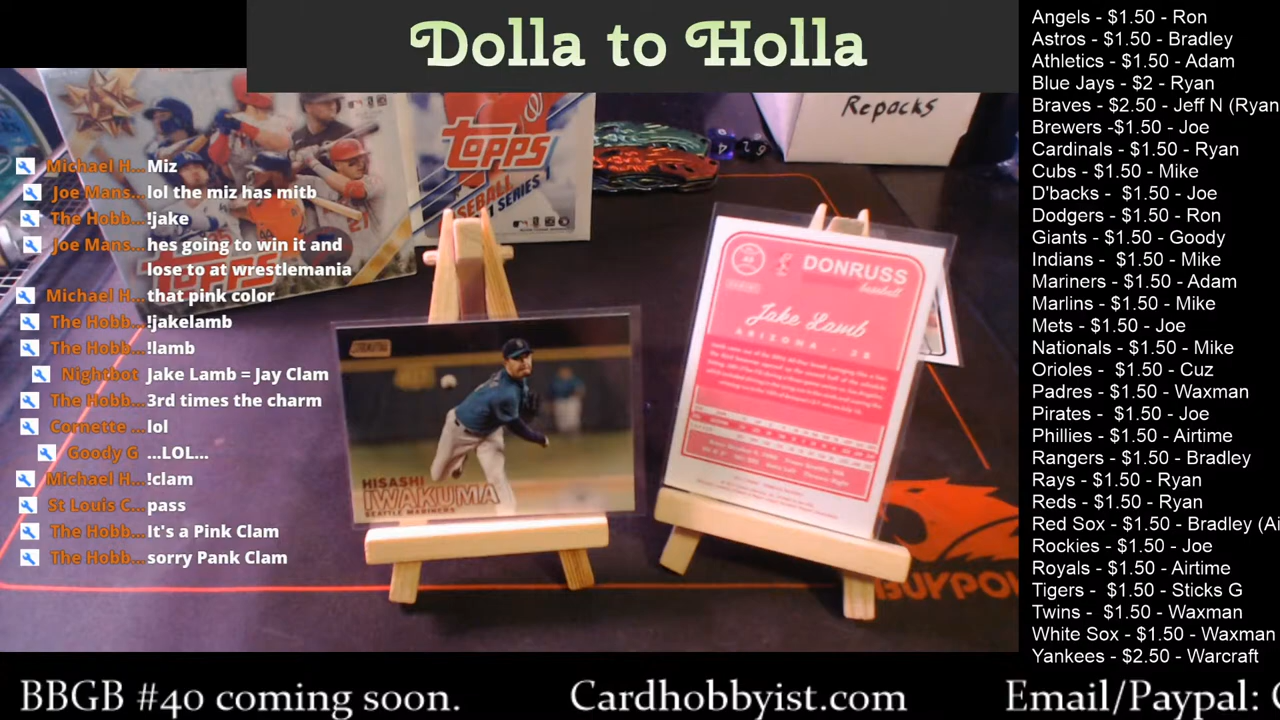 Dolla to Holla
Repacks
Topps
BASEBALL
SERIES 1
Topps
Michael H... Miz
Joe Mans... lol the miz has mitb
The Hobb... !jake
Joe Mans... hes going to win it and
lose to at wrestlemania
Michael H... that pink color
The Hobb... !jakelamb
The Hobb... !lamb
Nightbot Jake Lamb = Jay Clam
The Hobb... 3rd times the charm
Cornette ... lol
Goody G ...LOL...
Michael H... !clam
St Louis C... pass
The Hobb... It's a Pink Clam
The Hobb... sorry Pank Clam
HISASHI
IWAKUMA
SEATTLE MARINERS
DONRUSS
baseball
Jake Lamb
ARIZONA - 3B
Angels - $1.50 - Ron
Astros - $1.50 - Bradley
Athletics - $1.50 - Adam
Blue Jays - $2 - Ryan
Braves - $2.50 - Jeff N (Ryan
Brewers -$1.50 - Joe
Cardinals - $1.50 - Ryan
Cubs - $1.50 - Mike
D'backs - $1.50 - Joe
Dodgers - $1.50 - Ron
Giants - $1.50 - Goody
Indians - $1.50 - Mike
Mariners - $1.50 - Adam
Marlins - $1.50 - Mike
Mets - $1.50 - Joe
Nationals - $1.50 - Mike
Orioles - $1.50 - Cuz
Padres - $1.50 - Waxman
Pirates - $1.50 - Joe
Phillies - $1.50 - Airtime
Rangers - $1.50 - Bradley
Rays - $1.50 - Ryan
Reds - $1.50 - Ryan
Red Sox - $1.50 - Bradley (Ai
Rockies - $1.50 - Joe
Royals - $1.50 - Airtime
Tigers - $1.50 - Sticks G
Twins - $1.50 - Waxman
White Sox - $1.50 - Waxman
Yankees - $2.50 - Warcraft
BBGB #40 coming soon. Cardhobbyist.com Email/Paypal: